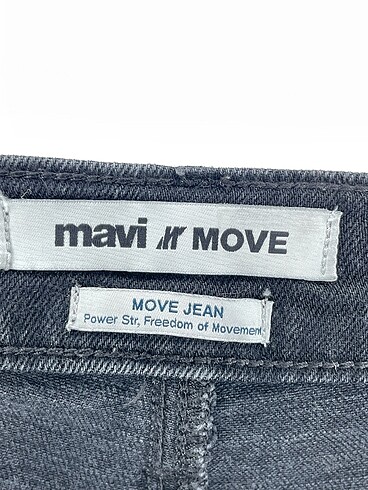 mavi M MOVE
MOVE JEAN
Power Str, Freedom of Movement